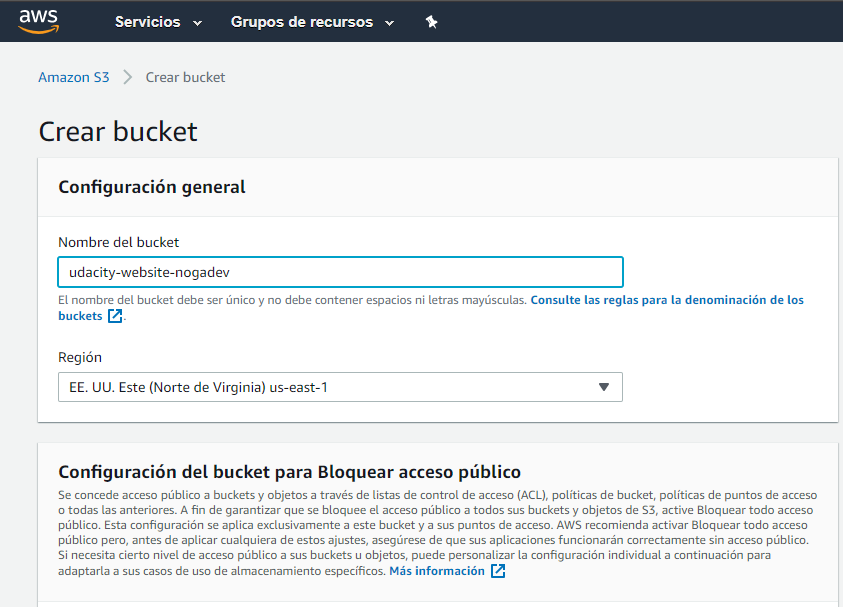 aws
Servicios
Grupos de recursos
Amazon S3
Crear bucket
Crear bucket
Configuración general
Nombre del bucket
udacity-website-nogadev
El nombre del bucket debe ser único y no debe contener espacios ni letras mayúsculas. Consulte las reglas para la denominación de los
buckets.
Región
EE. UU. Este (Norte de Virginia) us-east-1
Configuración del bucket para Bloquear acceso público
Se concede acceso público a buckets y objetos a través de listas de control de acceso (ACL), políticas de bucket, políticas de puntos de acceso
o todas las anteriores. A fin de garantizar que se bloquee el acceso público a todos sus buckets y objetos de S3, active Bloquear todo acceso
público. Esta configuración se aplica exclusivamente a este bucket y a sus puntos de acceso. AWS recomienda activar Bloquear todo acceso
público pero, antes de aplicar cualquiera de estos ajustes, asegúrese de que sus aplicaciones funcionarán correctamente sin acceso público.
Si necesita cierto nivel de acceso público a sus buckets u objetos, puede personalizar la configuración individual a continuación para
adaptarla a sus casos de uso de almacenamiento específicos. Más información